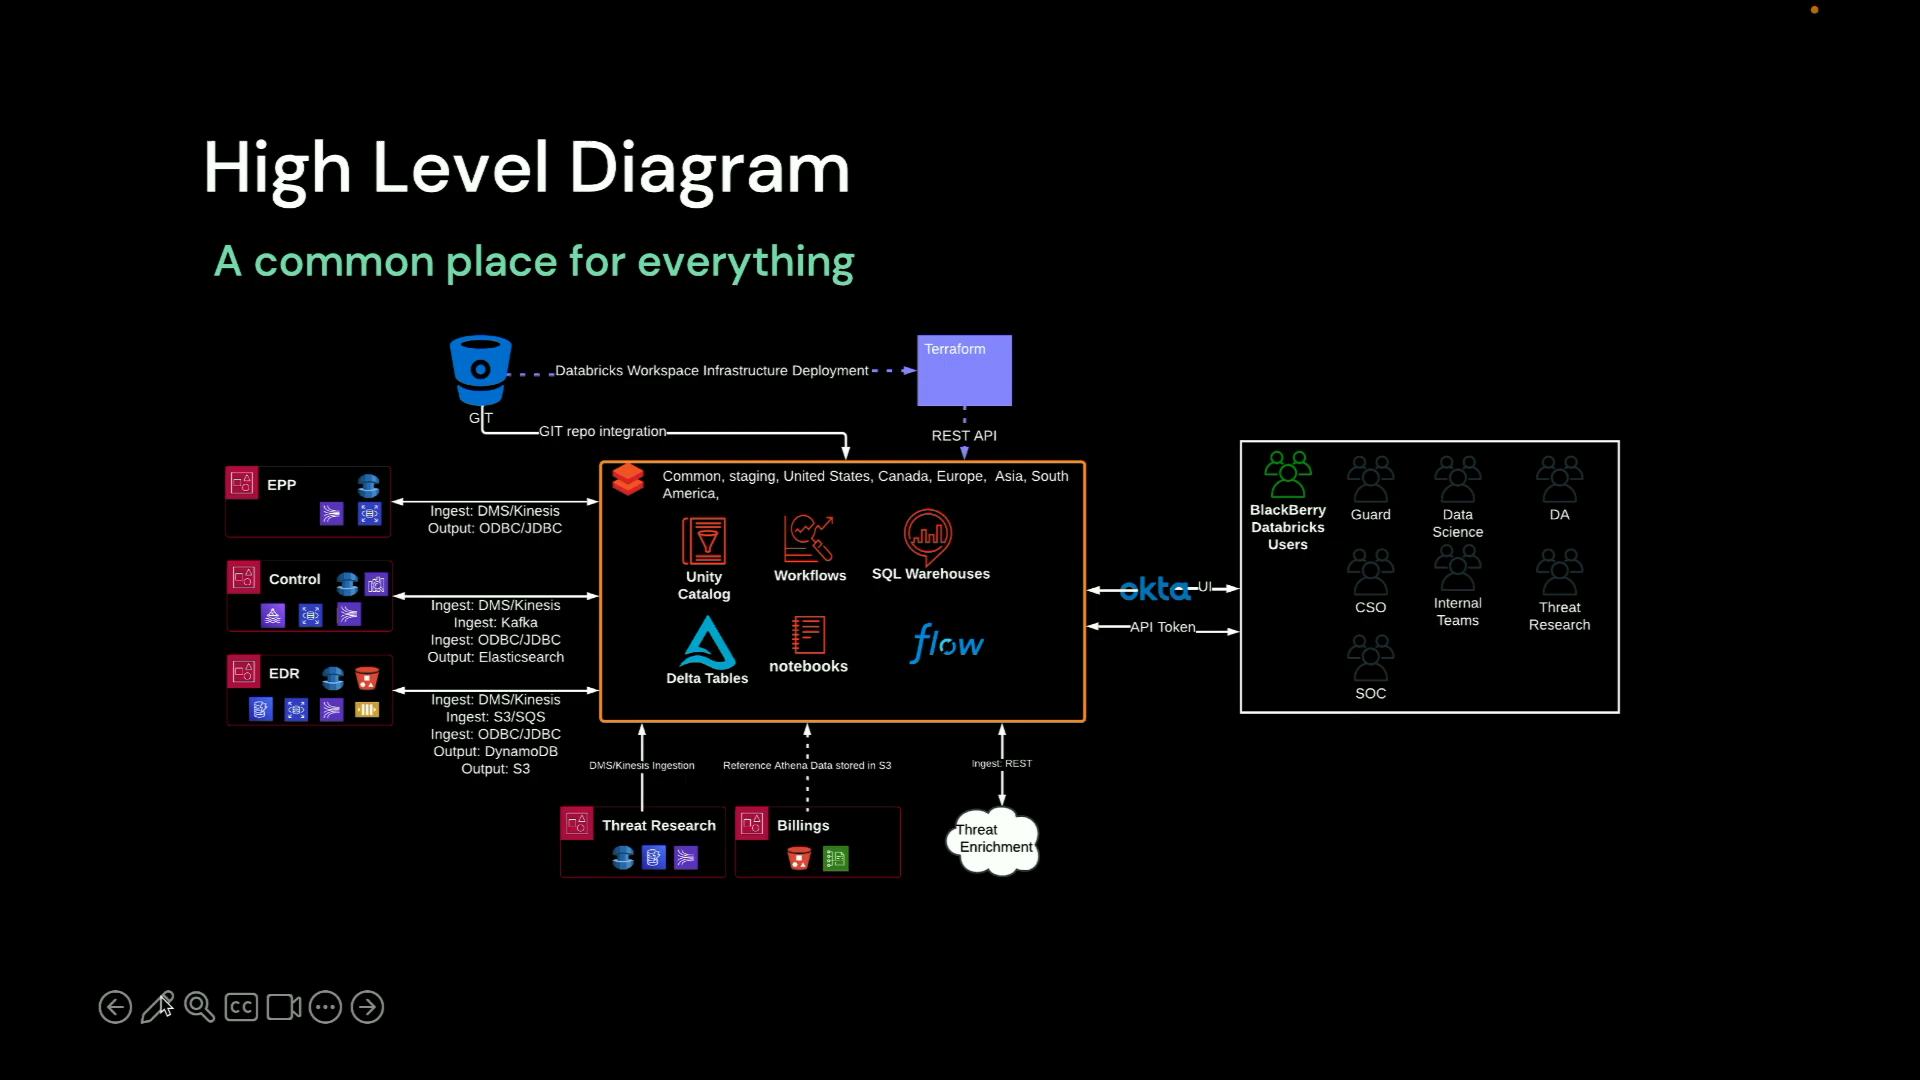 High Level Diagram
A common place for everything
Terraform
Databricks Workspace Infrastructure Deployment
GIT
GIT repo integration
REST API
EPP
Ingest: DMS/Kinesis
Output: ODBC/JDBC
Control
Ingest: DMS/Kinesis
Ingest: Kafka
Ingest: ODBC/JDBC
Output: Elasticsearch
EDR
Ingest: DMS/Kinesis
Ingest: S3/SQS
Ingest: ODBC/JDBC
Output: DynamoDB
Output: S3
Common, staging, United States, Canada, Europe, Asia, South
America,
Unity
Catalog
Workflows
SQL Warehouses
Delta Tables
notebooks
flow
okta
UI
API Token
BlackBerry
Databricks
Users
Guard
Data
Science
DA
CSO
Internal
Teams
Threat
Research
SOC
DMS/Kinesis Ingestion
Reference Athena Data stored in S3
Ingest: REST
Threat Research
Billings
Threat
Enrichment
CC